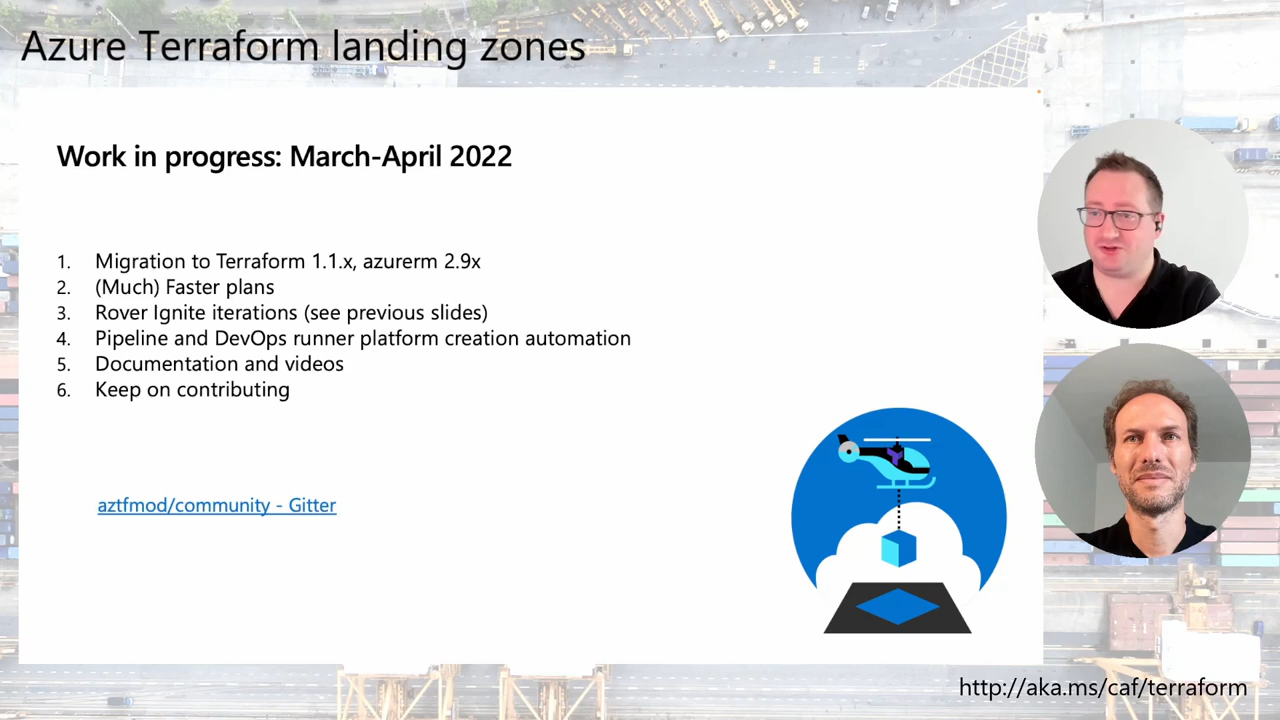 Azure Terraform landing zones
Work in progress: March-April 2022
1. Migration to Terraform 1.1.x, azurerm 2.9x
2. (Much) Faster plans
3. Rover Ignite iterations (see previous slides)
4. Pipeline and DevOps runner platform creation automation
5. Documentation and videos
6. Keep on contributing
aztfmod/community - Gitter
http://aka.ms/caf/terraform